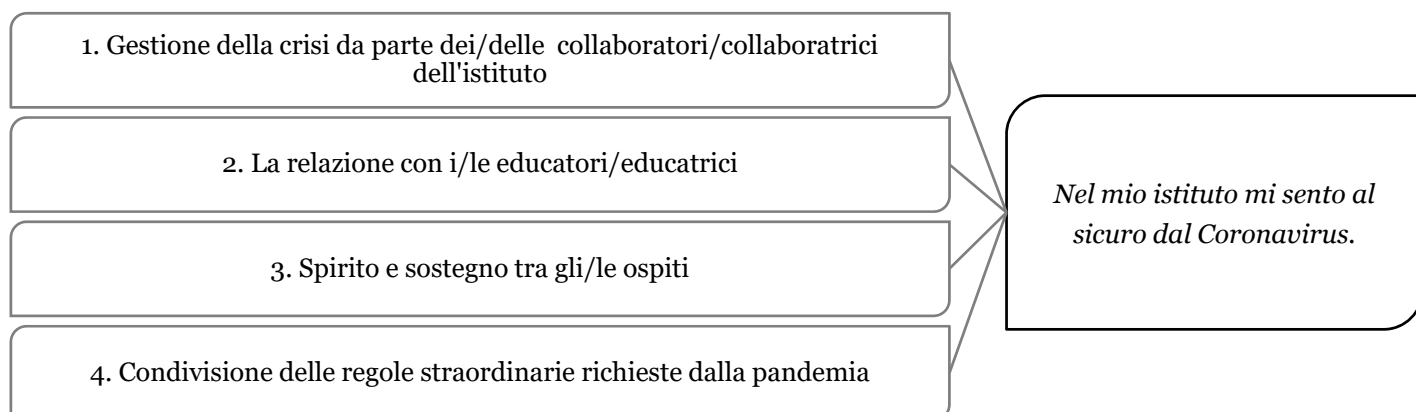 1. Gestione della crisi da parte dei/delle collaboratori/collaboratrici
dell'istituto
2. La relazione con i/le educatori/educatrici
3. Spirito e sostegno tra gli/le ospiti
4. Condivisione delle regole straordinarie richieste dalla pandemia
Nel mio istituto mi sento al
sicuro dal Coronavirus.